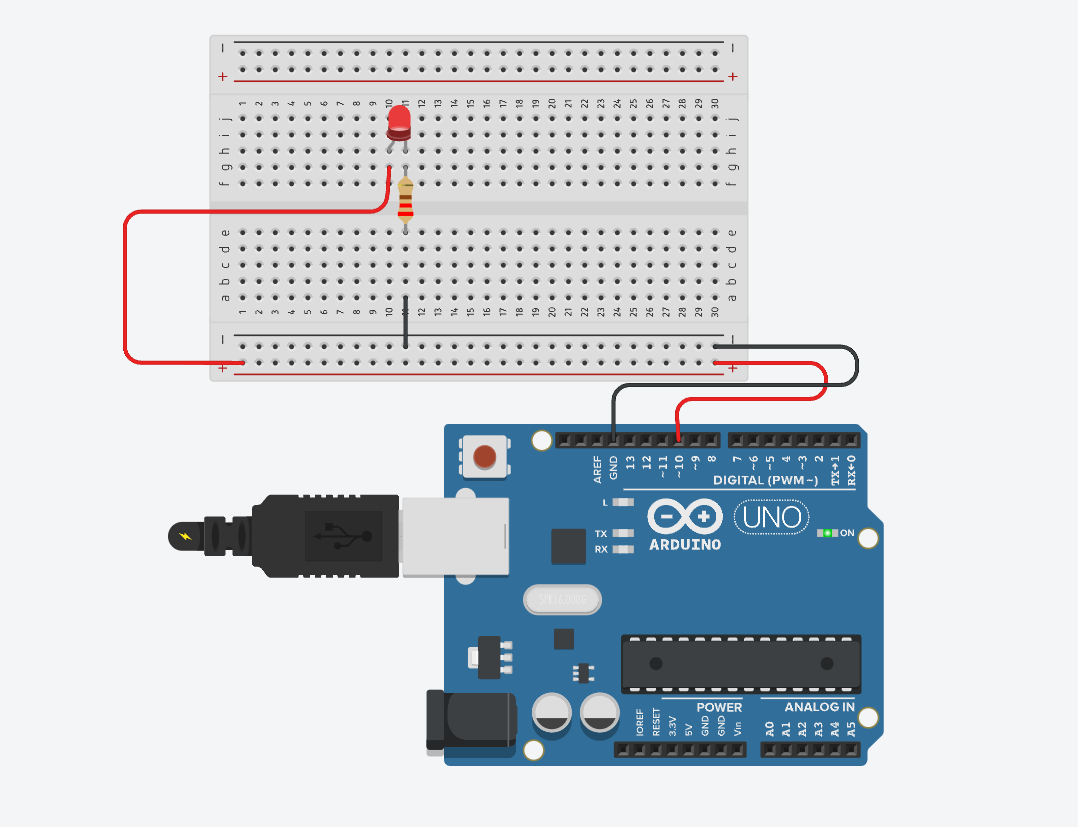 − −
+ +
1 2 3 4 5 6 7 8 9 10 11 12 13 14 15 16 17 18 19 20 21 22 23 24 25 26 27 28 29 30
j j
i i
h h
g g
f f
e e
d d
c c
b b
a a
1 2 3 4 5 6 7 8 9 10 11 12 13 14 15 16 17 18 19 20 21 22 23 24 25 26 27 28 29 30
− −
+ +
AREF GND 13 12 ~11 ~10 ~9 8 7 ~6 ~5 4 ~3 2 TX→1 RX←0
DIGITAL (PWM~)
L
TX
RX
UNO
ARDUINO
ON
POWER
ANALOG IN
IOREF RESET 3.3V 5V GND GND Vin A0 A1 A2 A3 A4 A5